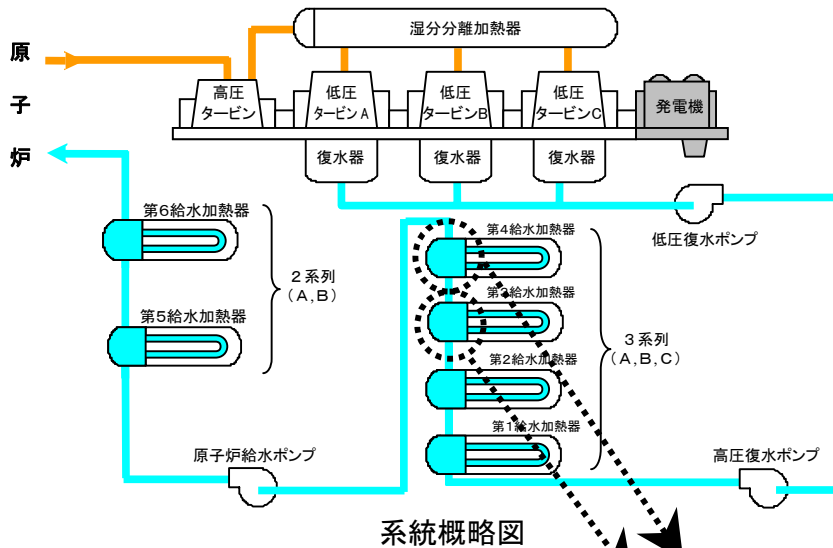 湿分分離加熱器
原
子
炉
高圧
タービン
低圧
タービンA
低圧
タービンB
低圧
タービンC
発電機
復水器
復水器
復水器
低圧復水ポンプ
第6給水加熱器
第5給水加熱器
2系列
(A,B)
第4給水加熱器
第3給水加熱器
第2給水加熱器
第1給水加熱器
3系列
(A,B,C)
原子炉給水ポンプ
高圧復水ポンプ
系統概略図